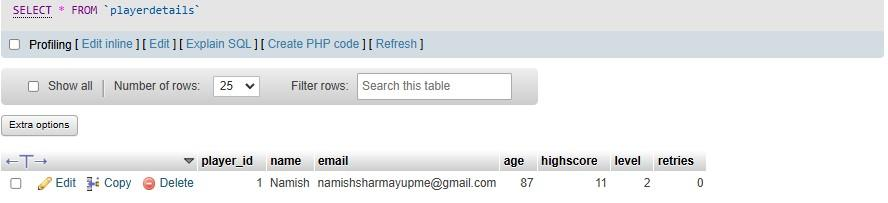 SELECT * FROM `playerdetails`
Profiling [ Edit inline ] [ Edit ] [ Explain SQL ] [ Create PHP code ] [ Refresh ]
Show all Number of rows: 25 Filter rows: Search this table
Extra options
←T→ player_id name email age highscore level retries
Edit Copy Delete 1 Namish namishsharmayupme@gmail.com 87 11 2 0